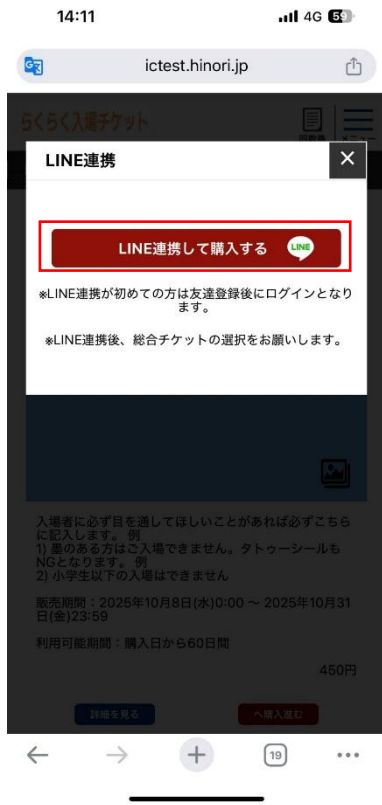 14:11
4G 59
ictest.hinori.jp
らくらく入場チケット
回数券
メニュー
LINE連携
×
LINE連携して購入する LINE
※LINE連携が初めての方は友達登録後にログインとなり
ます。
※LINE連携後、総合チケットの選択をお願いします。
入場者に必ず目を通してほしいことがあれば必ずこちら
に記入します。例
1) 墨のある方はご入場できません。タトゥーシールも
NGとなります。 例
2) 小学生以下の入場はできません
販売期間：2025年10月8日(水)0:00 ～ 2025年10月31
日(金)23:59
利用可能期間：購入日から60日間
450円
詳細を見る
へ購入進む
19